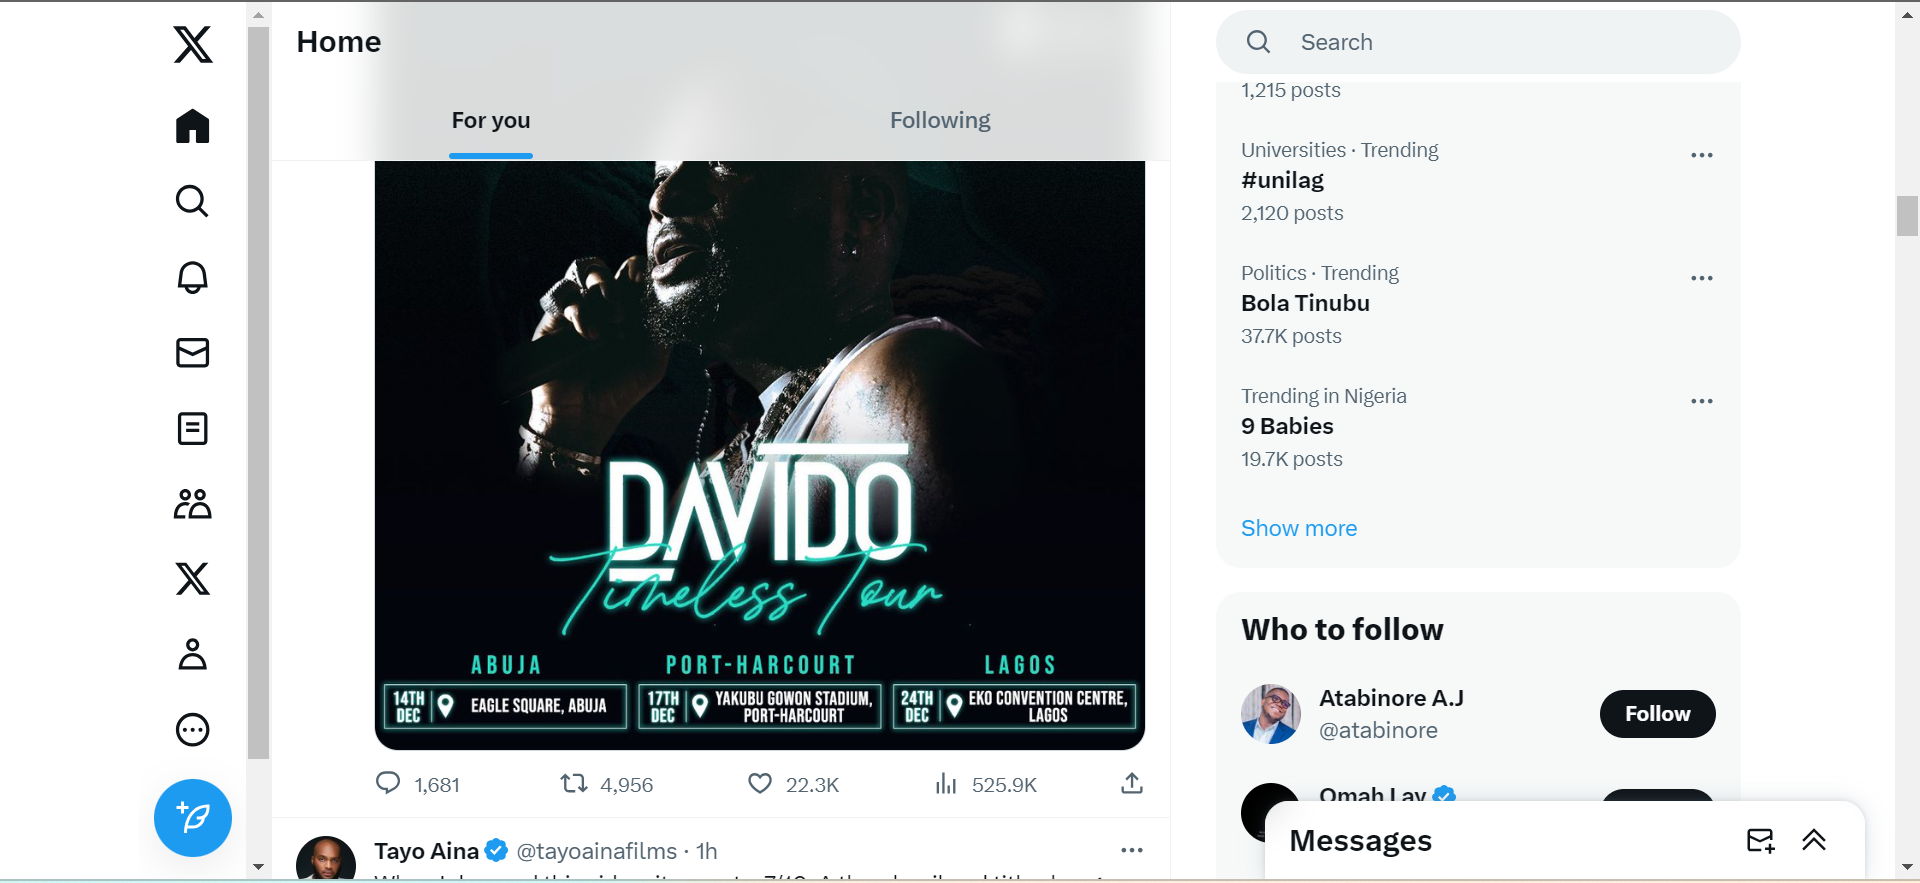 Home
For you
Following
DAVIDO
Timeless Tour
ABUJA
14TH DEC
EAGLE SQUARE, ABUJA
PORT-HARCOURT
17TH DEC
YAKUBU GOWON STADIUM,
PORT-HARCOURT
LAGOS
24TH DEC
EKO CONVENTION CENTRE,
LAGOS
1,681
4,956
22.3K
525.9K
Tayo Aina @tayoainafilms · 1h
Search
1,215 posts
Universities · Trending
#unilag
2,120 posts
Politics · Trending
Bola Tinubu
37.7K posts
Trending in Nigeria
9 Babies
19.7K posts
Show more
Who to follow
Atabinore A.J
@atabinore
Follow
Omah Lay
Messages